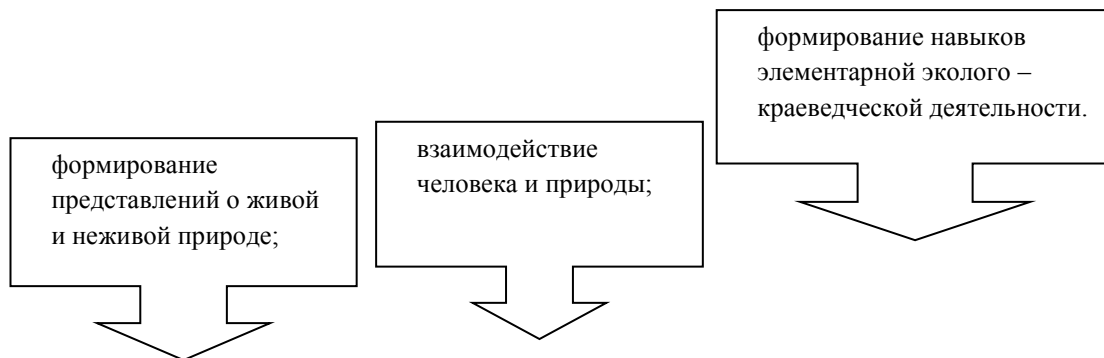 формирование
представлений о живой
и неживой природе;
взаимодействие
человека и природы;
формирование навыков
элементарной эколого –
краеведческой деятельности.